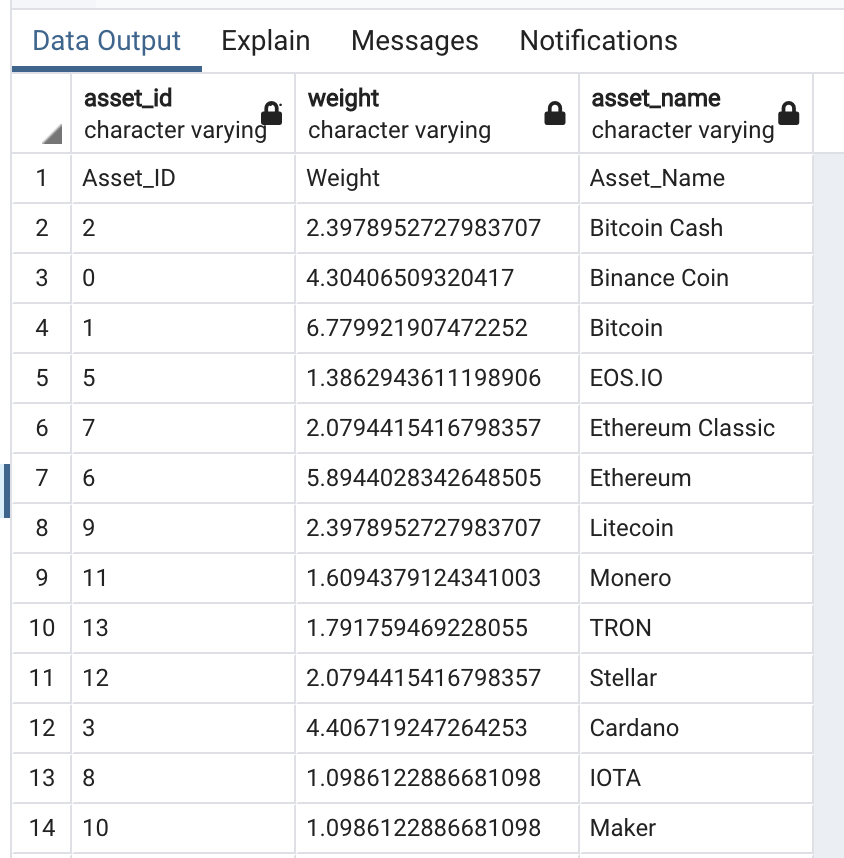 Data Output Explain Messages Notifications
asset_id weight asset_name
character varying character varying character varying
1 Asset_ID Weight Asset_Name
2 2 2.3978952727983707 Bitcoin Cash
3 0 4.30406509320417 Binance Coin
4 1 6.779921907472252 Bitcoin
5 5 1.3862943611198906 EOS.IO
6 7 2.0794415416798357 Ethereum Classic
7 6 5.8944028342648505 Ethereum
8 9 2.3978952727983707 Litecoin
9 11 1.6094379124341003 Monero
10 13 1.791759469228055 TRON
11 12 2.0794415416798357 Stellar
12 3 4.406719247264253 Cardano
13 8 1.0986122886681098 IOTA
14 10 1.0986122886681098 Maker